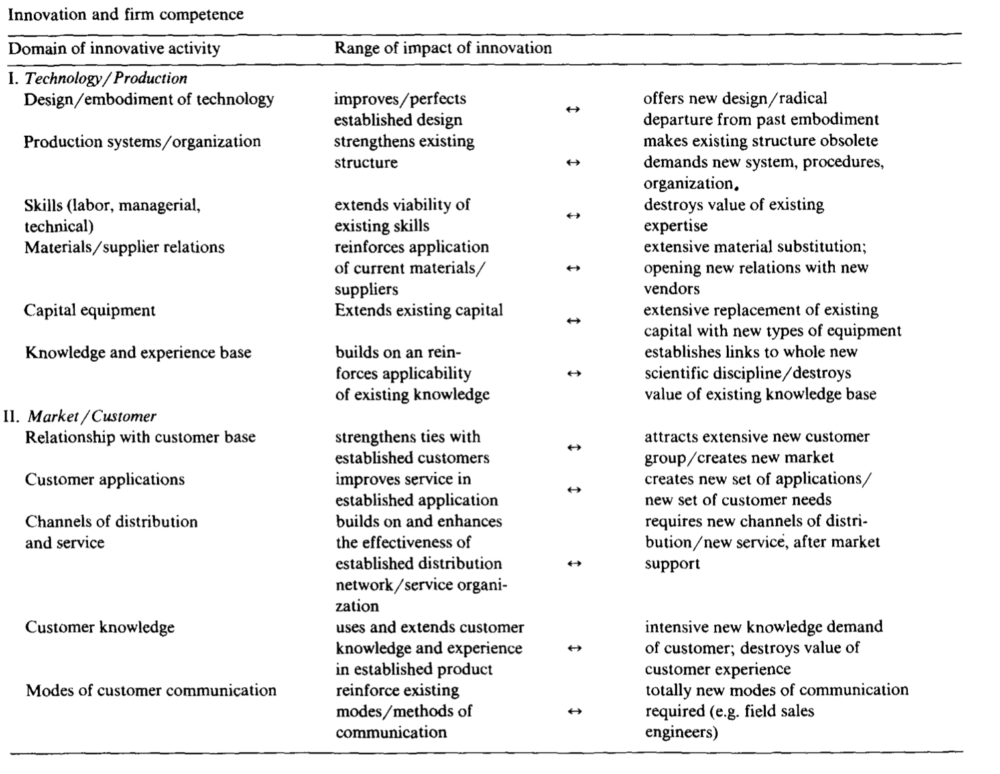 Innovation and firm competence
Domain of innovative activity Range of impact of innovation
I. Technology/Production
Design/embodiment of technology improves/perfects offers new design/radical
↔
established design departure from past embodiment
Production systems/organization strengthens existing makes existing structure obsolete
structure ↔ demands new system, procedures,
organization.
Skills (labor, managerial, extends viability of destroys value of existing
↔
technical) existing skills expertise
Materials/supplier relations reinforces application extensive material substitution;
of current materials/ ↔ opening new relations with new
suppliers vendors
Capital equipment Extends existing capital extensive replacement of existing
↔
capital with new types of equipment
Knowledge and experience base builds on an rein- establishes links to whole new
forces applicability ↔ scientific discipline/destroys
of existing knowledge value of existing knowledge base
II. Market/Customer
Relationship with customer base strengthens ties with attracts extensive new customer
↔
established customers group/creates new market
Customer applications improves service in creates new set of applications/
↔
established application new set of customer needs
Channels of distribution builds on and enhances requires new channels of distri-
and service the effectiveness of bution/new service, after market
established distribution ↔ support
network/service organi-
zation
Customer knowledge uses and extends customer intensive new knowledge demand
knowledge and experience ↔ of customer; destroys value of
in established product customer experience
Modes of customer communication reinforce existing totally new modes of communication
modes/methods of ↔ required (e.g. field sales
communication engineers)